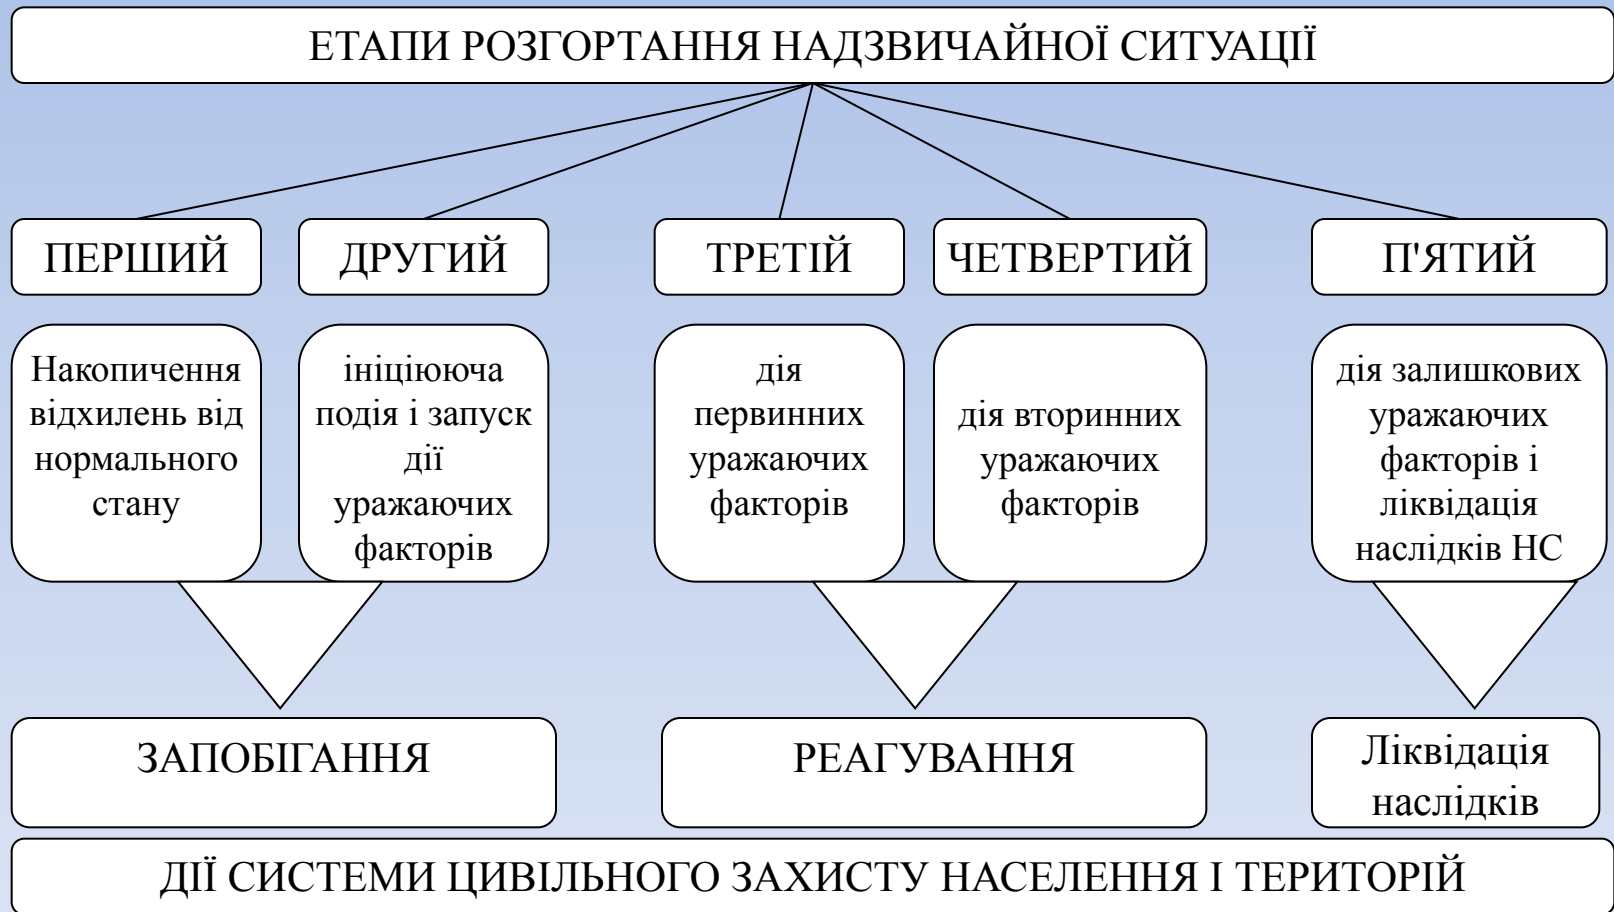 ЕТАПИ РОЗГОРТАННЯ НАДЗВИЧАЙНОЇ СИТУАЦІЇ
ПЕРШИЙ
ДРУГИЙ
ТРЕТІЙ
ЧЕТВЕРТИЙ
П'ЯТИЙ
Накопичення
відхилень від
нормального
стану
ініціююча
подія і запуск
дії
уражаючих
факторів
дія
первинних
уражаючих
факторів
дія вторинних
уражаючих
факторів
дія залишкових
уражаючих
факторів і
ліквідація
наслідків НС
ЗАПОБІГАННЯ
РЕАГУВАННЯ
Ліквідація
наслідків
ДІЇ СИСТЕМИ ЦИВІЛЬНОГО ЗАХИСТУ НАСЕЛЕННЯ І ТЕРИТОРІЙ